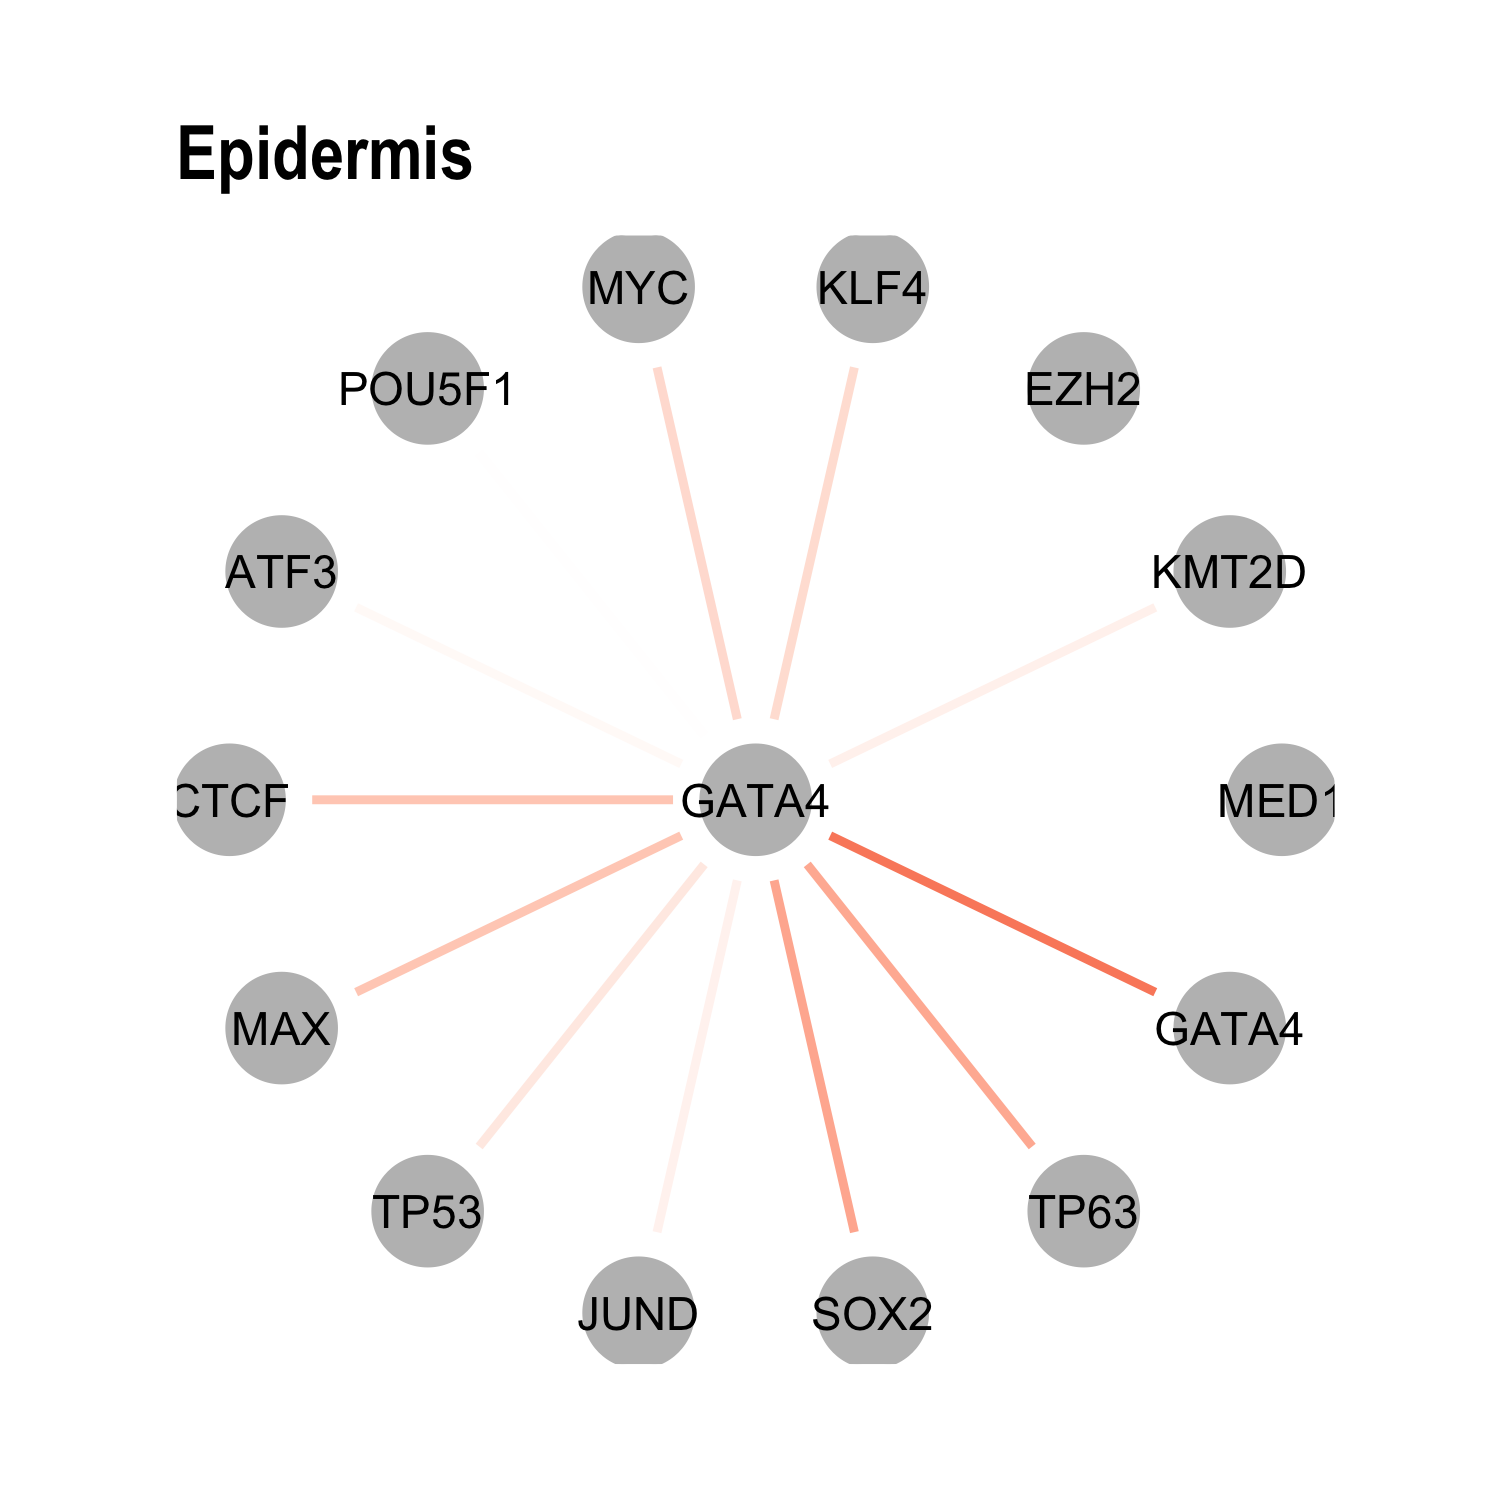 Epidermis
MYC
KLF4
POU5F1
EZH2
ATF3
KMT2D
CTCF
GATA4
MED1
MAX
GATA4
TP53
TP63
JUND
SOX2